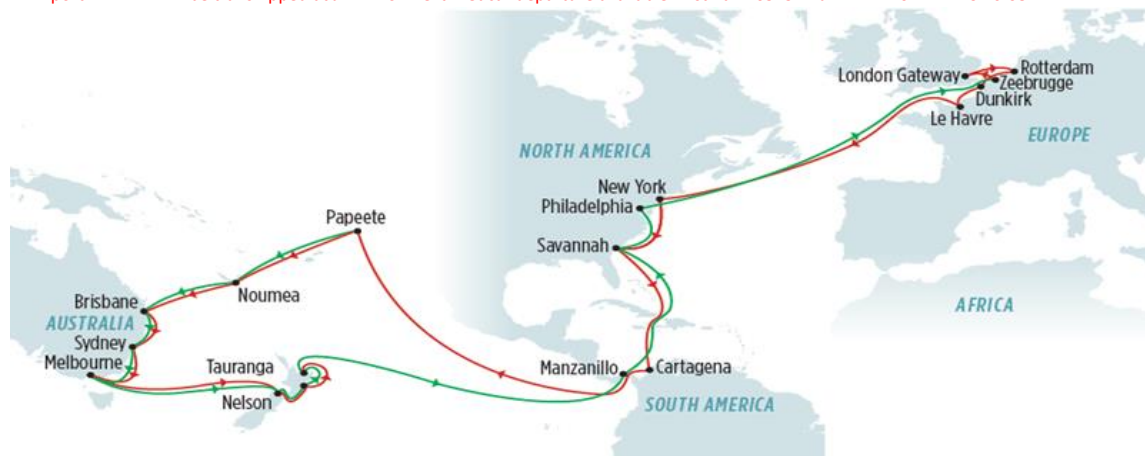 London Gateway
Rotterdam
Zeebrugge
Dunkirk
Le Havre
EUROPE
NORTH AMERICA
New York
Philadelphia
Papeete
Savannah
Noumea
Brisbane
AUSTRALIA
AFRICA
Sydney
Melbourne
Tauranga
Manzanillo
Cartagena
Nelson
SOUTH AMERICA